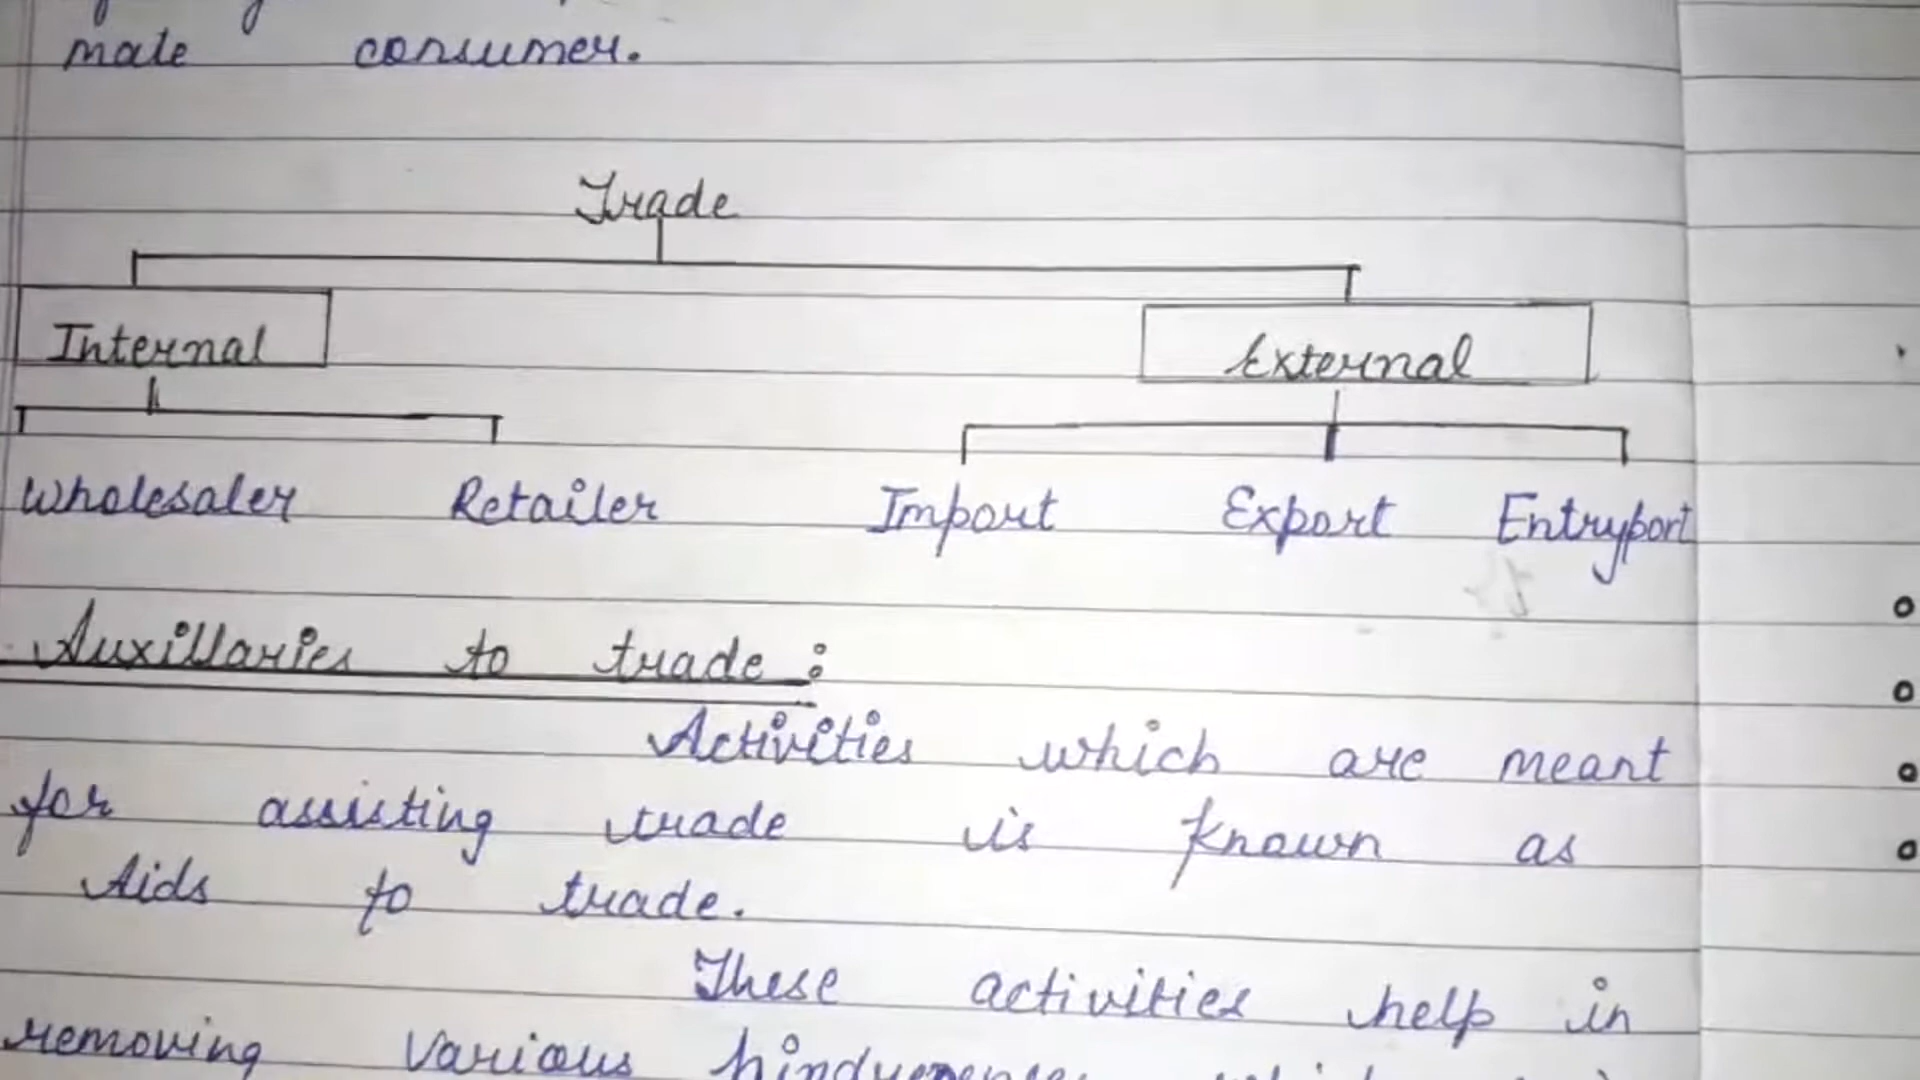 mate consumer.
Trade
Internal External
Wholesaler Retailer Import Export Entryport
Auxillaries to trade :
Activities which are meant
for assisting trade is known as
Aids to trade.
These activities help in
removing various